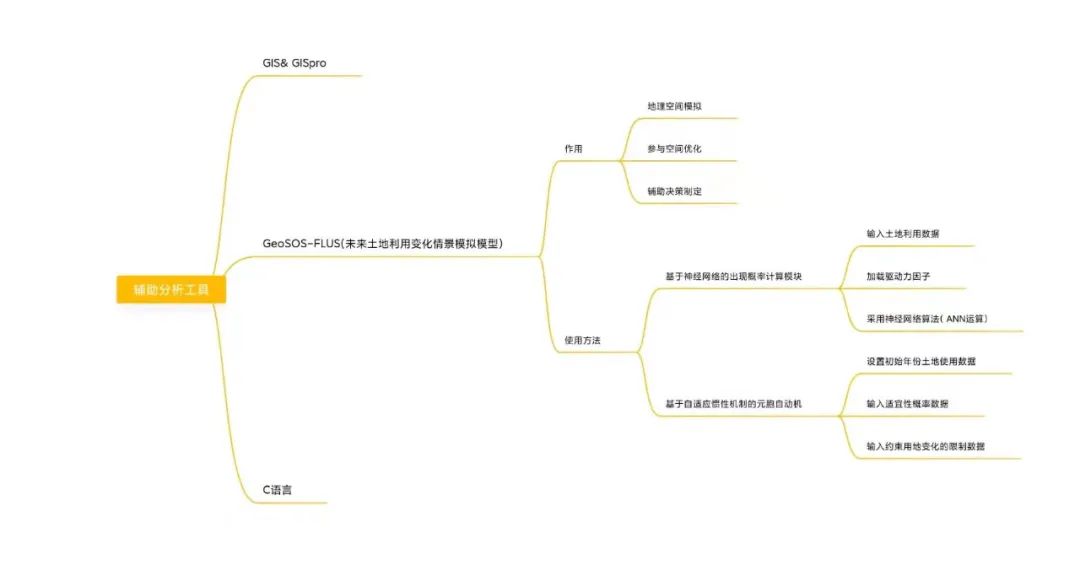 辅助分析工具
GIS& GISpro
GeoSOS-FLUS(未来土地利用变化情景模拟模型)
作用
地理空间模拟
参与空间优化
辅助决策制定
使用方法
基于神经网络的出现概率计算模块
输入土地利用数据
加载驱动力因子
采用神经网络算法( ANN运算)
基于自适应惯性机制的元胞自动机
设置初始年份土地使用数据
输入适宜性概率数据
输入约束用地变化的限制数据
C语言